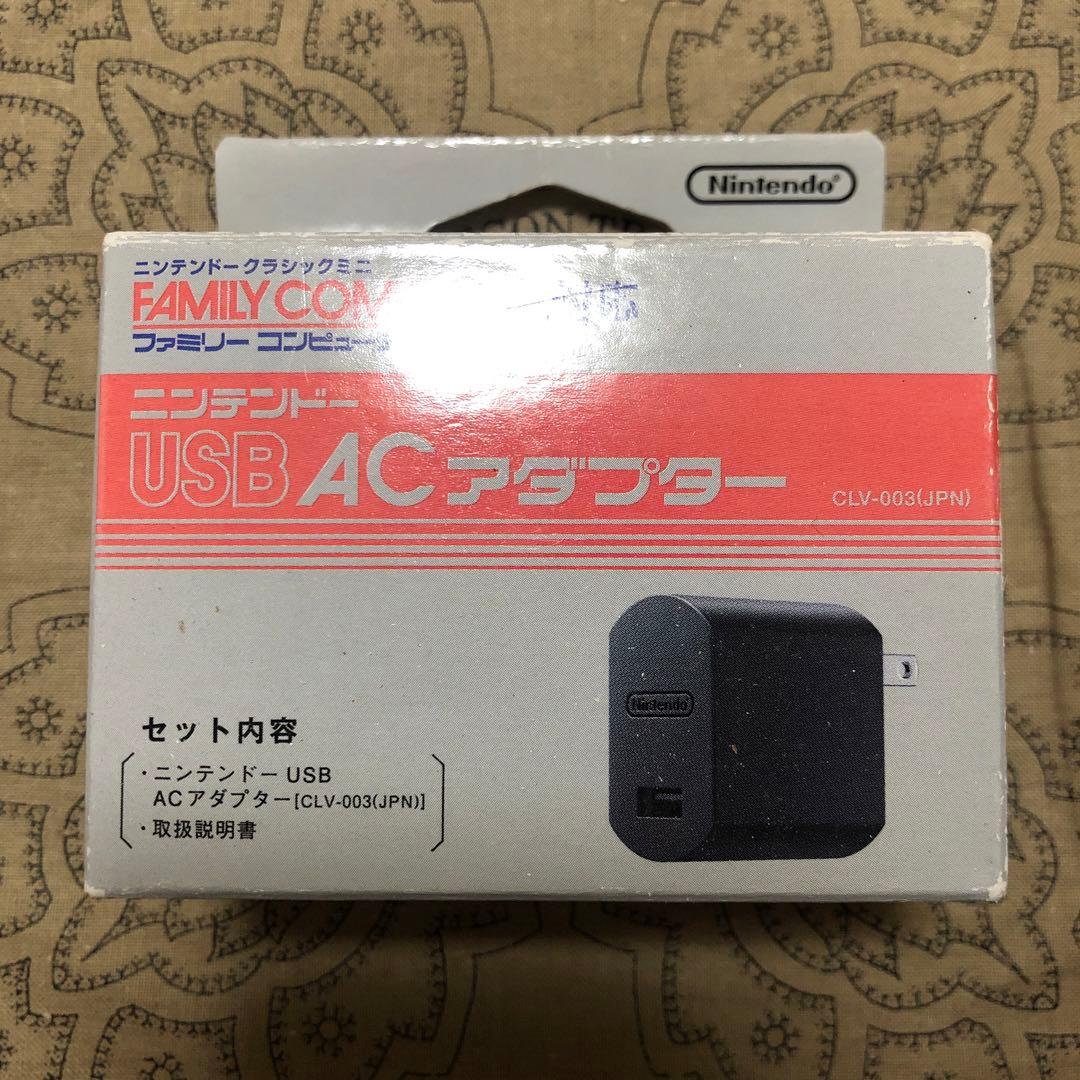 Nintendo®
ニンテンドークラシックミニ
FAMILY COM
ファミリー コンピュー
対応
ニンテンドー
USB ACアダプター
CLV-003(JPN)
Nintendo
セット内容
・ニンテンドー USB
ACアダプター[CLV-003(JPN)]
・取扱説明書